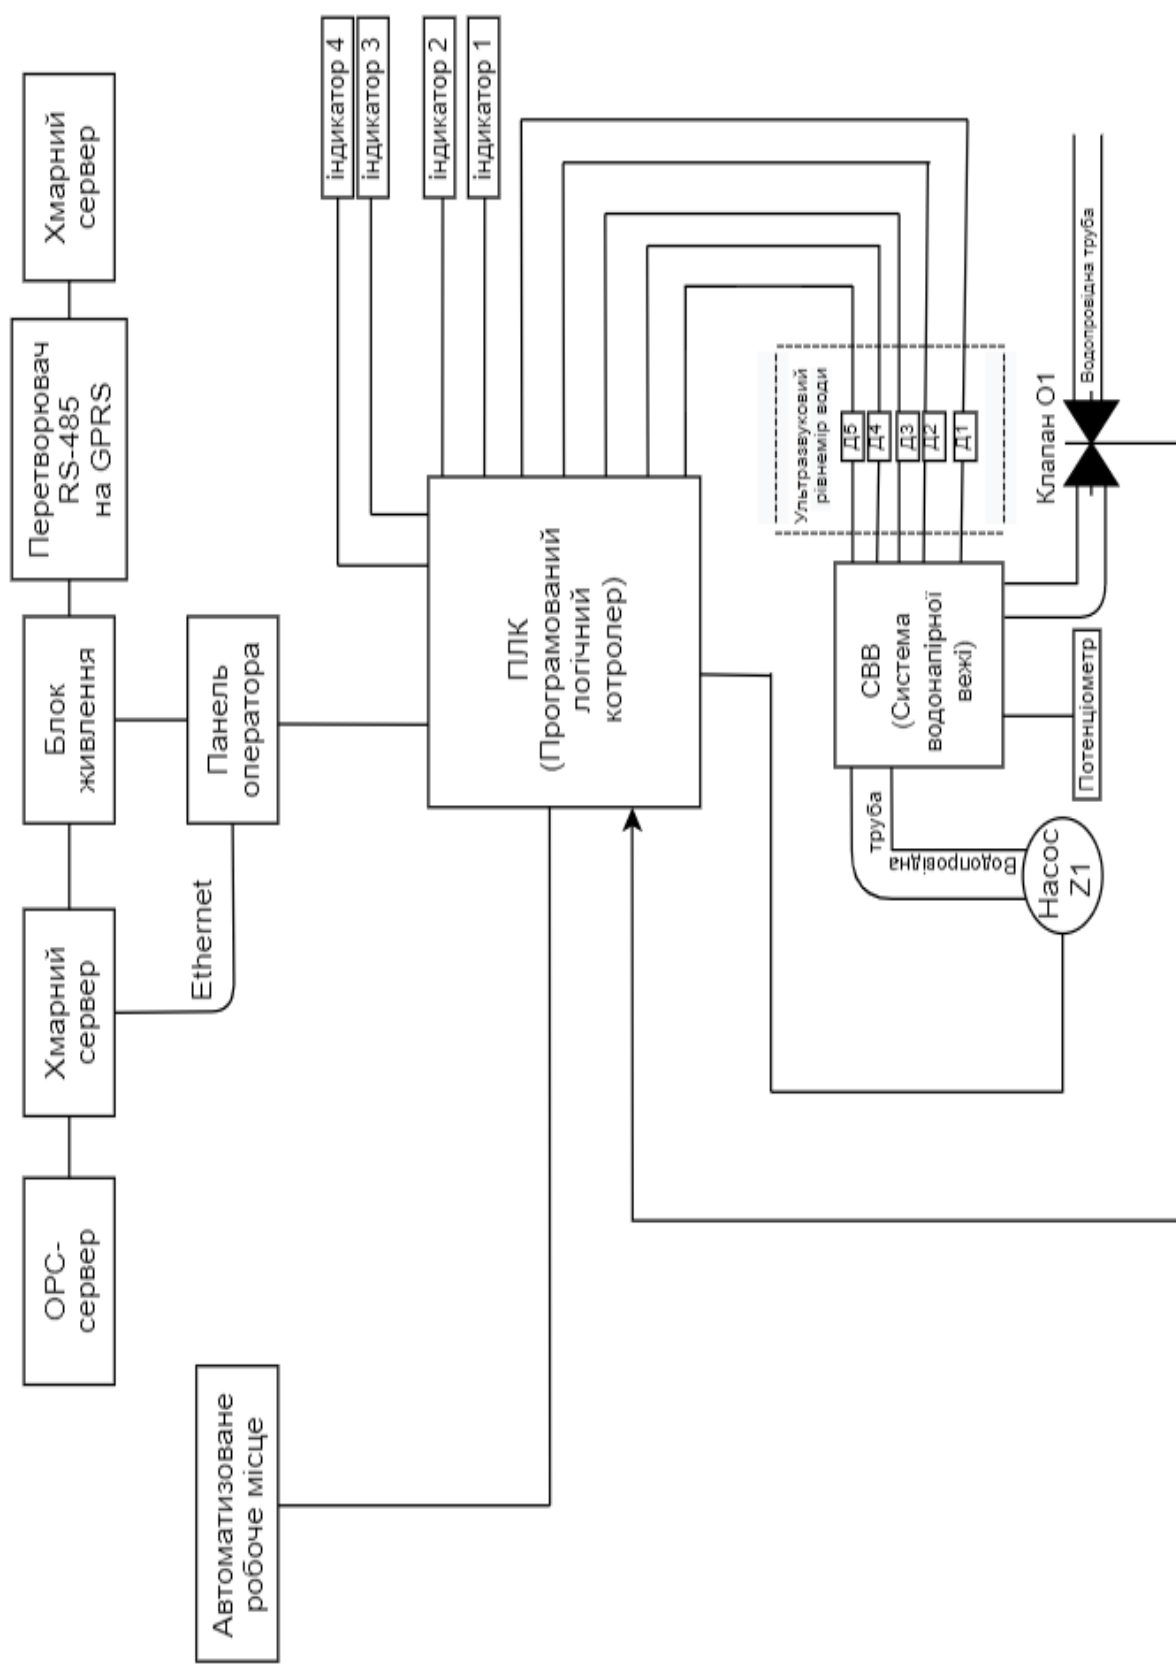 OPC-
сервер
Хмарний
сервер
Блок
живлення
Перетворювач
RS-485
на GPRS
Хмарний
сервер
Автоматизоване
робоче місце
Ethernet
Панель
оператора
індикатор 4
індикатор 3
індикатор 2
індикатор 1
ПЛК
(Програмований
логічний
котролер)
Ультразвуковий
рівнемір води
Д5
Д4
Д3
Д2
Д1
труба
Водопровідна
СВВ
(Система
водонапірної
вежі)
Насос
Z1
Потенціометр
Клапан О1
Водопровідна труба